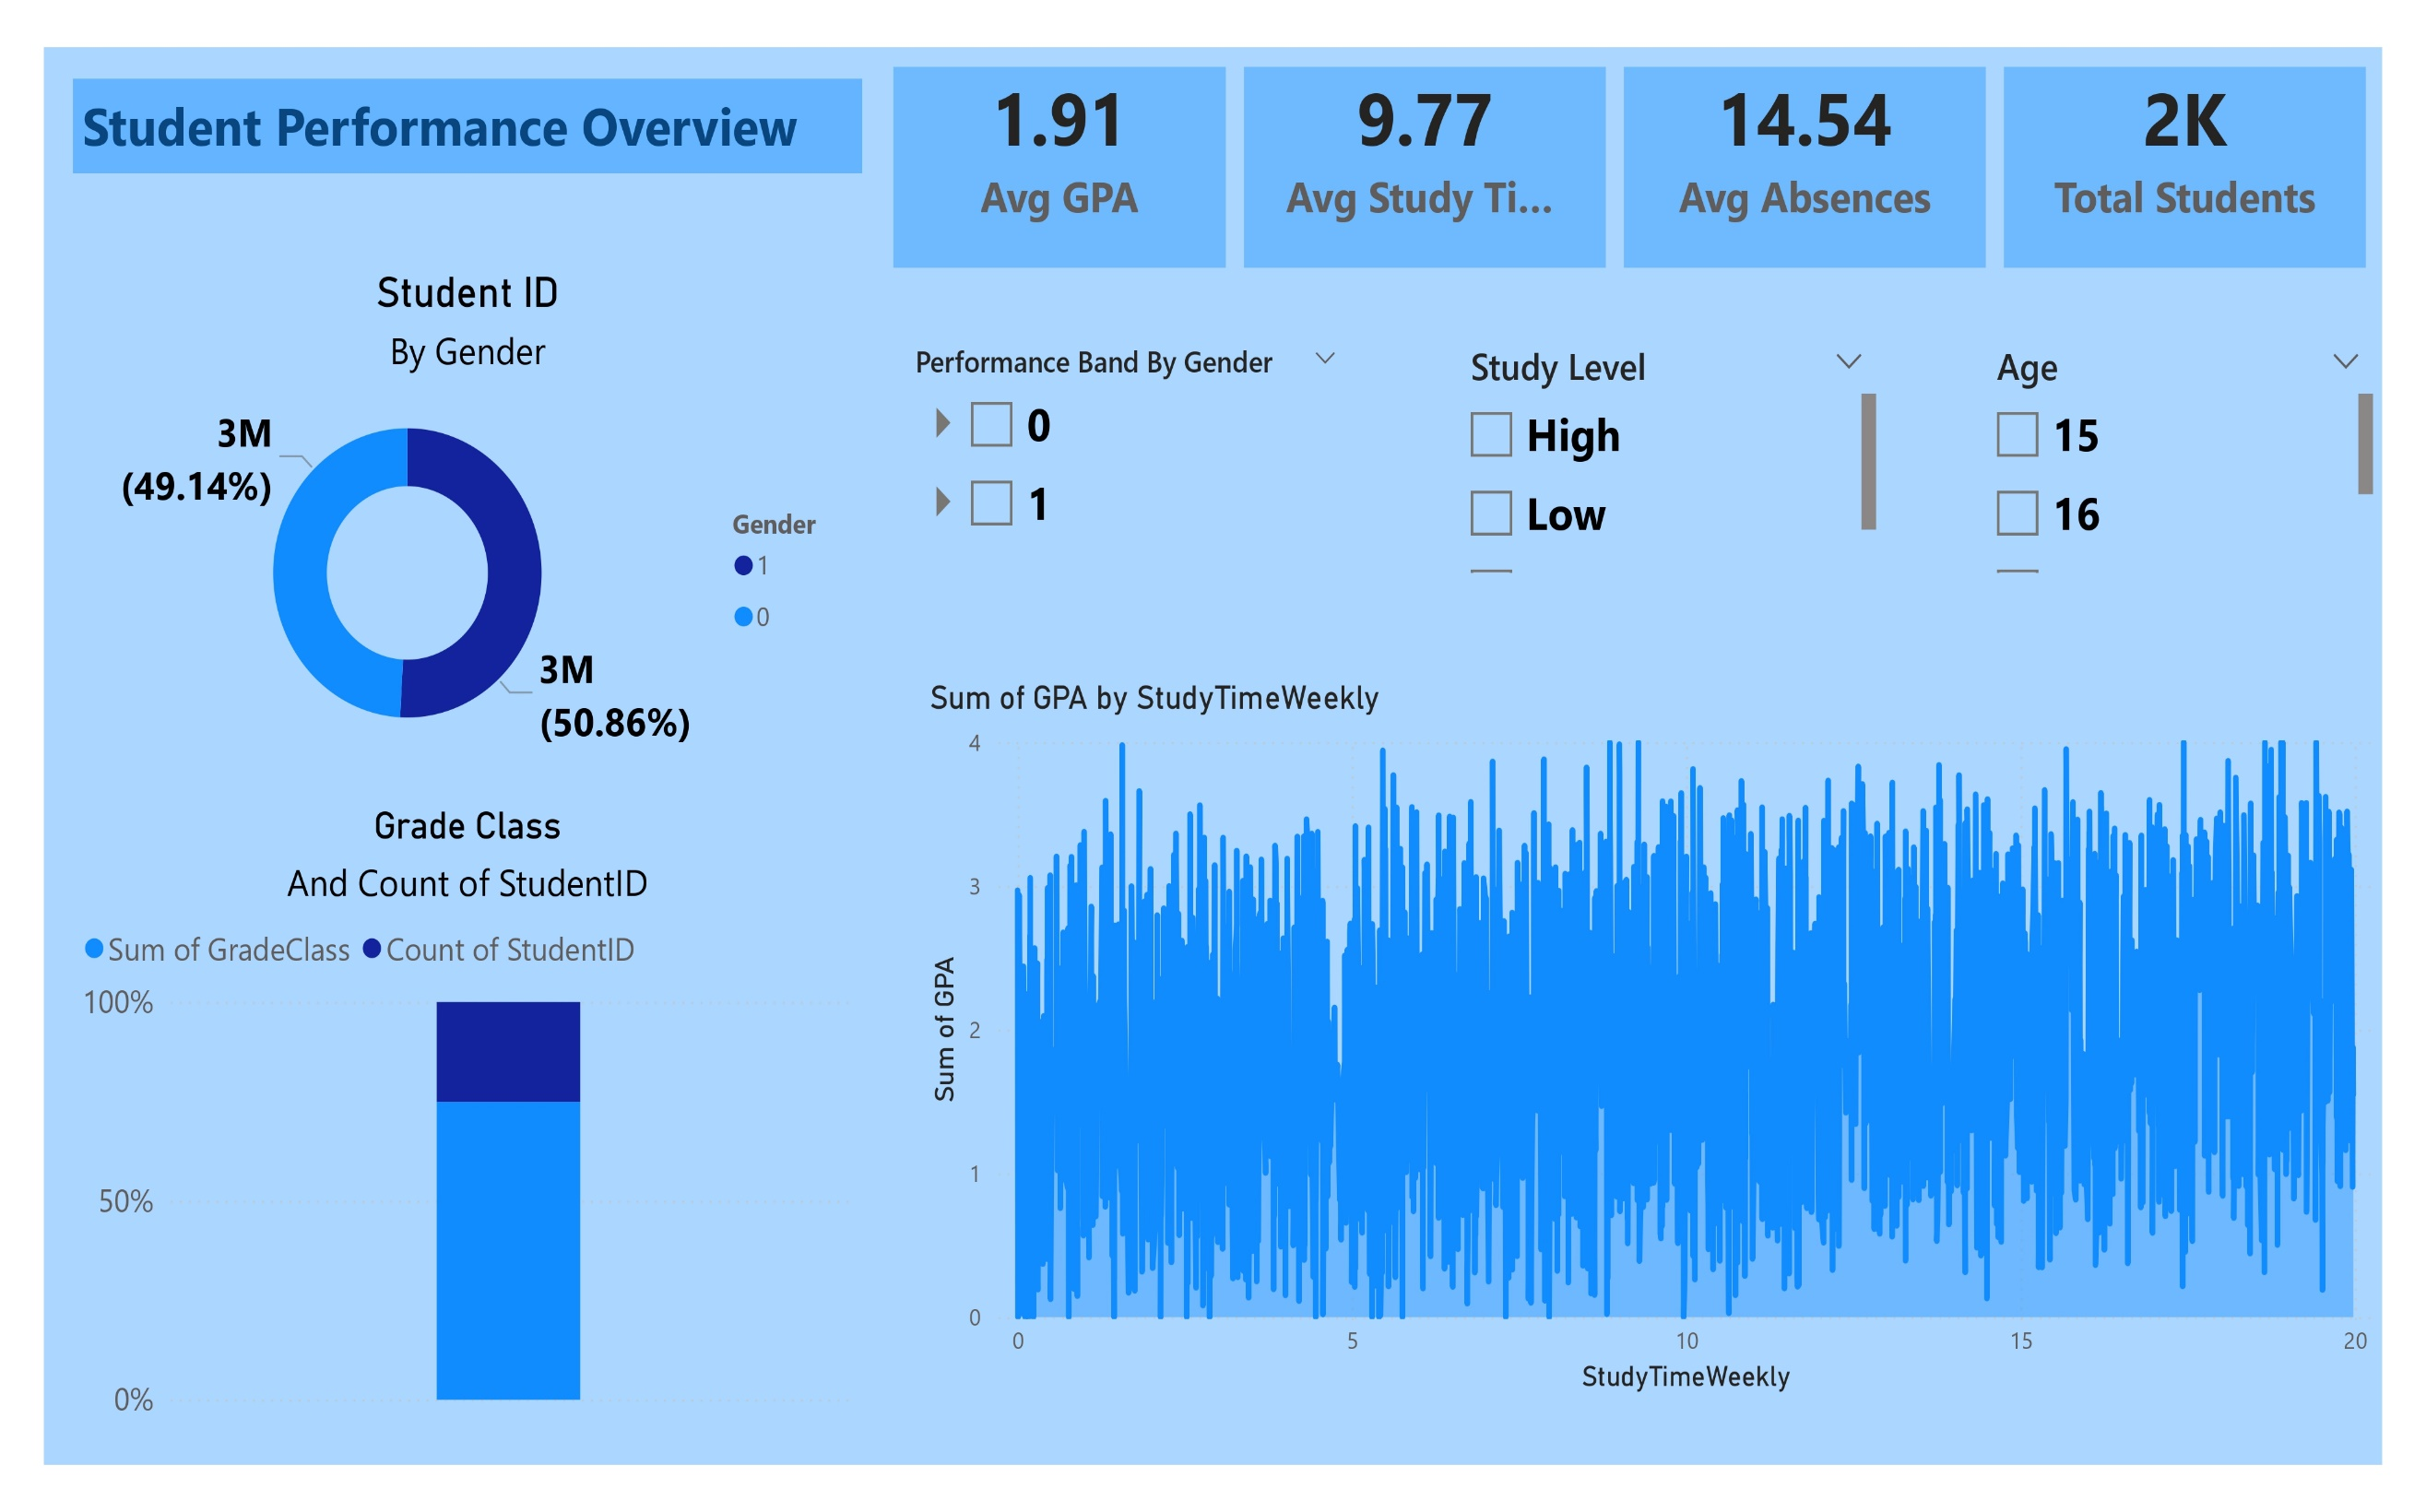 Student Performance Overview
1.91
Avg GPA
9.77
Avg Study Ti...
14.54
Avg Absences
2K
Total Students
Student ID
By Gender
3M
(49.14%)
3M
(50.86%)
Gender
1
0
Performance Band By Gender
0
1
Study Level
High
Low
Age
15
16
Grade Class
And Count of StudentID
Sum of GradeClass
Count of StudentID
100%
50%
0%
Sum of GPA by StudyTimeWeekly
Sum of GPA
4
3
2
1
0
0
5
10
15
20
StudyTimeWeekly